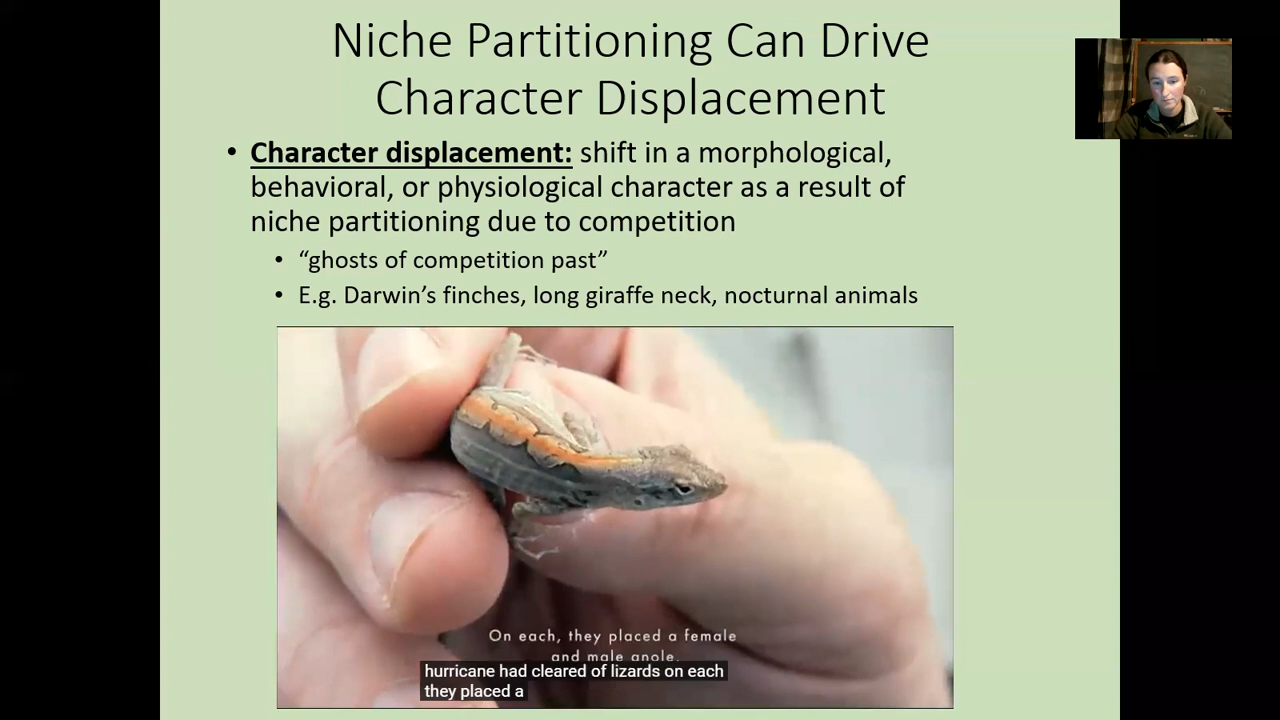 Niche Partitioning Can Drive
Character Displacement
• Character displacement: shift in a morphological,
behavioral, or physiological character as a result of
niche partitioning due to competition
• “ghosts of competition past”
• E.g. Darwin’s finches, long giraffe neck, nocturnal animals
On each, they placed a female
and male anole.
hurricane had cleared of lizards on each
they placed a